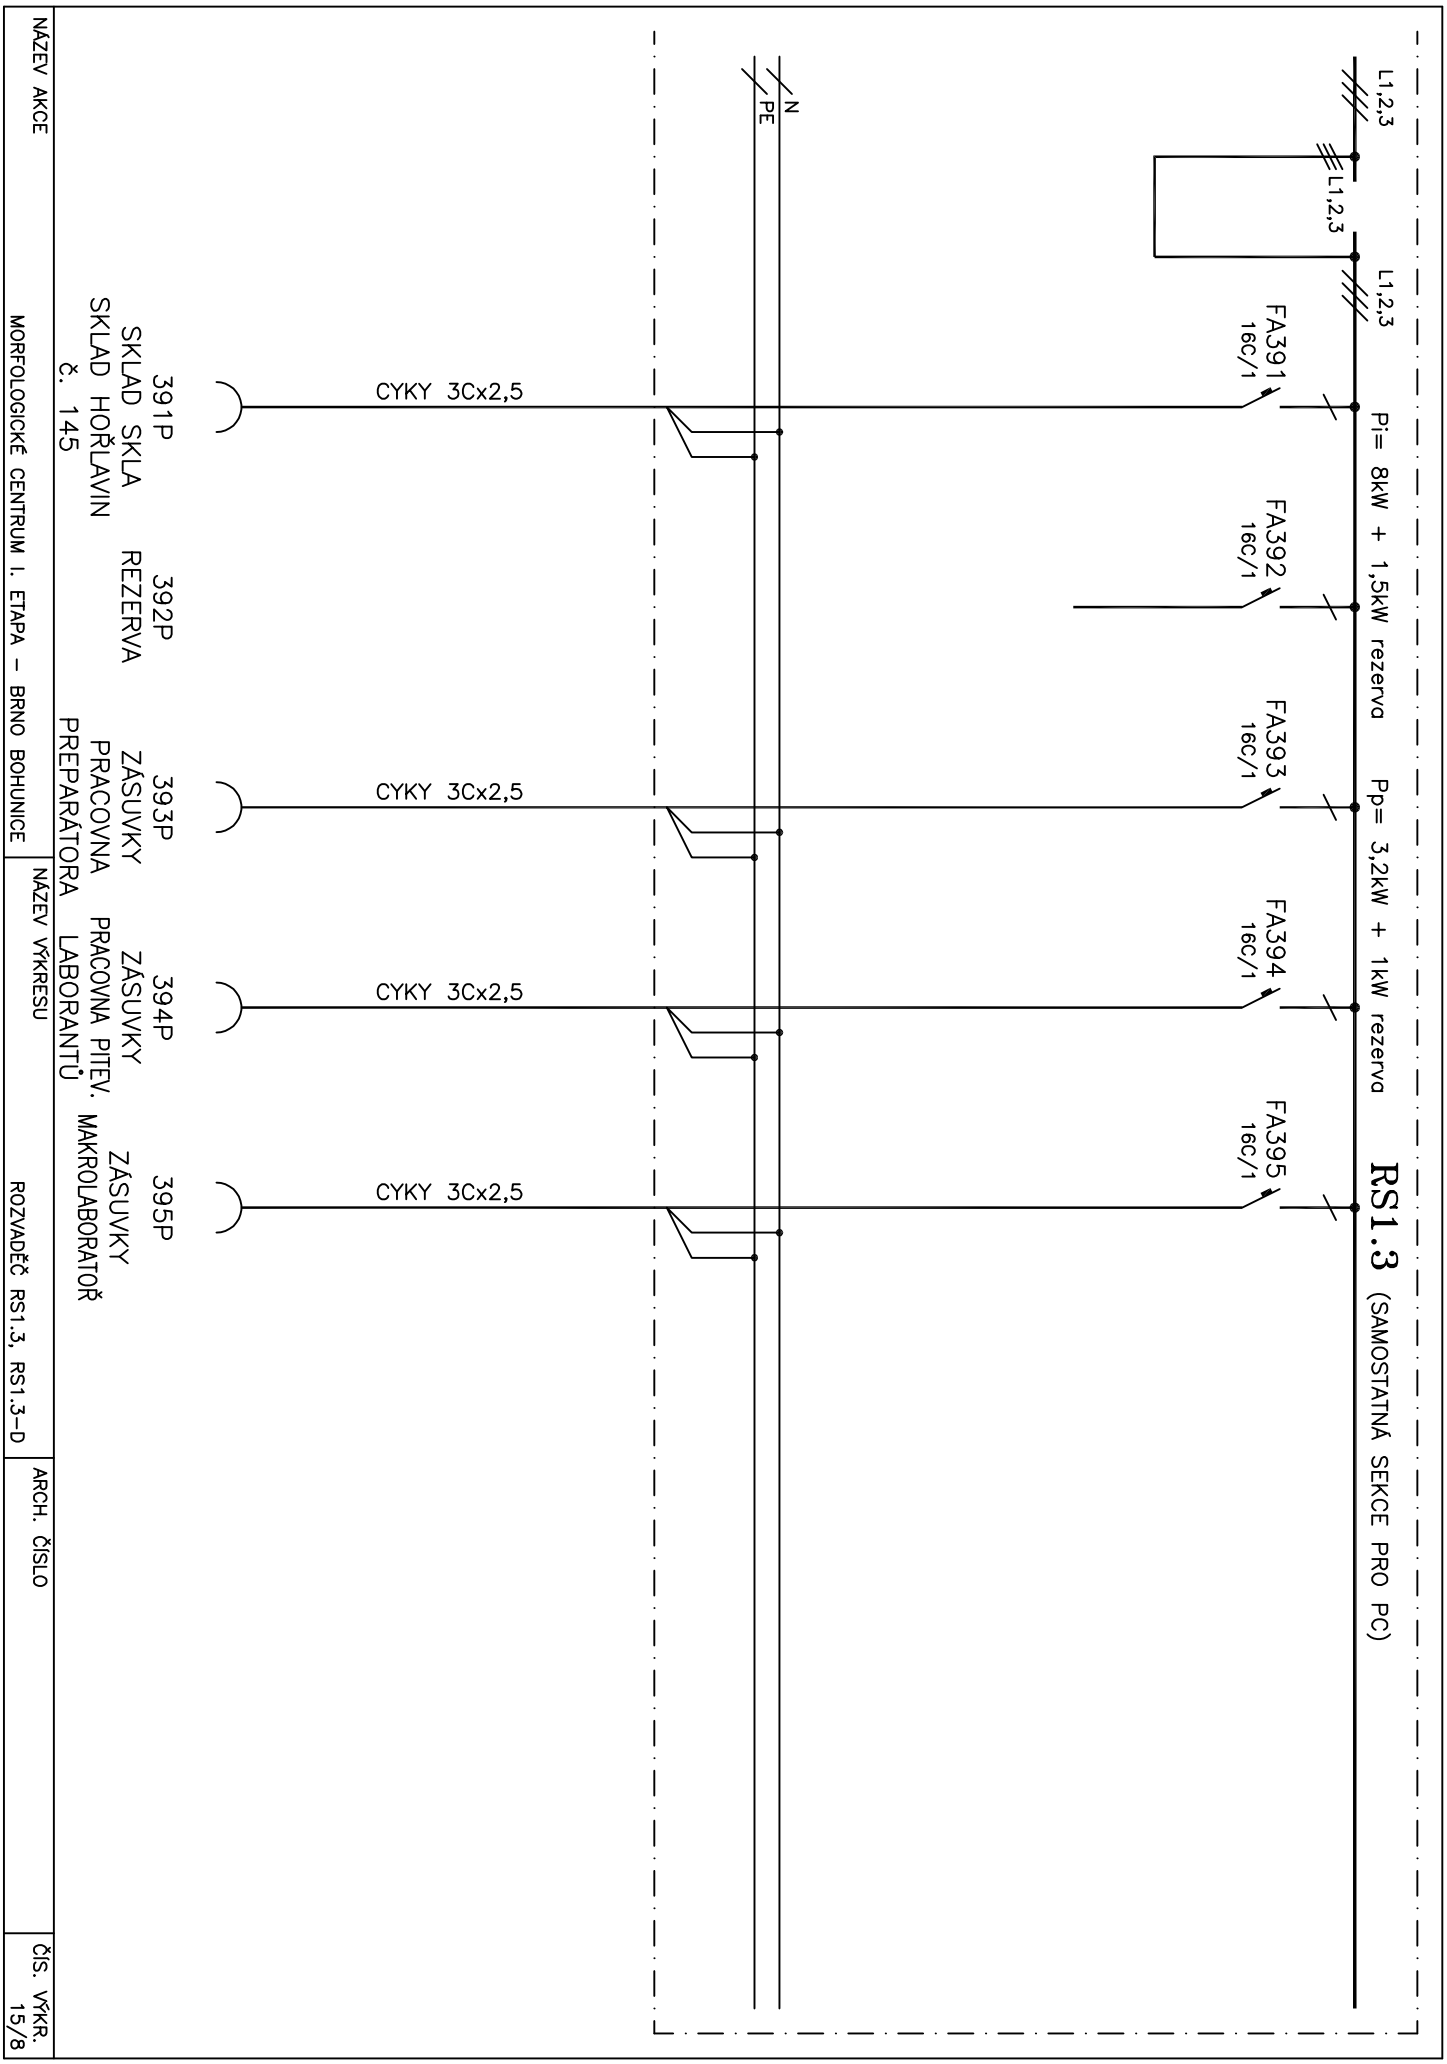 L1,2,3
L1,2,3
L1,2,3
Pi= 8kW + 1,5kW rezerva
Pp= 3,2kW + 1kW rezerva
RS1.3 (SAMOSTATNÁ SEKCE PRO PC)
FA391
16C/1
FA392
16C/1
FA393
16C/1
FA394
16C/1
FA395
16C/1
N
PE
CYKY 3Cx2,5
CYKY 3Cx2,5
CYKY 3Cx2,5
CYKY 3Cx2,5
391P
SKLAD SKLA
SKLAD HOŘLAVIN
Č. 145
392P
REZERVA
393P
ZÁSUVKY
PRACOVNA
PREPARÁTORA
394P
ZÁSUVKY
PRACOVNA PITEV.
LABORANTŮ
395P
ZÁSUVKY
MAKROLABORATOŘ
NÁZEV AKCE
MORFOLOGICKÉ CENTRUM I. ETAPA – BRNO BOHUNICE
NÁZEV VÝKRESU
ROZVADĚČ RS1.3, RS1.3–D
ARCH. ČÍSLO
ČÍS. VÝKR.
15/8